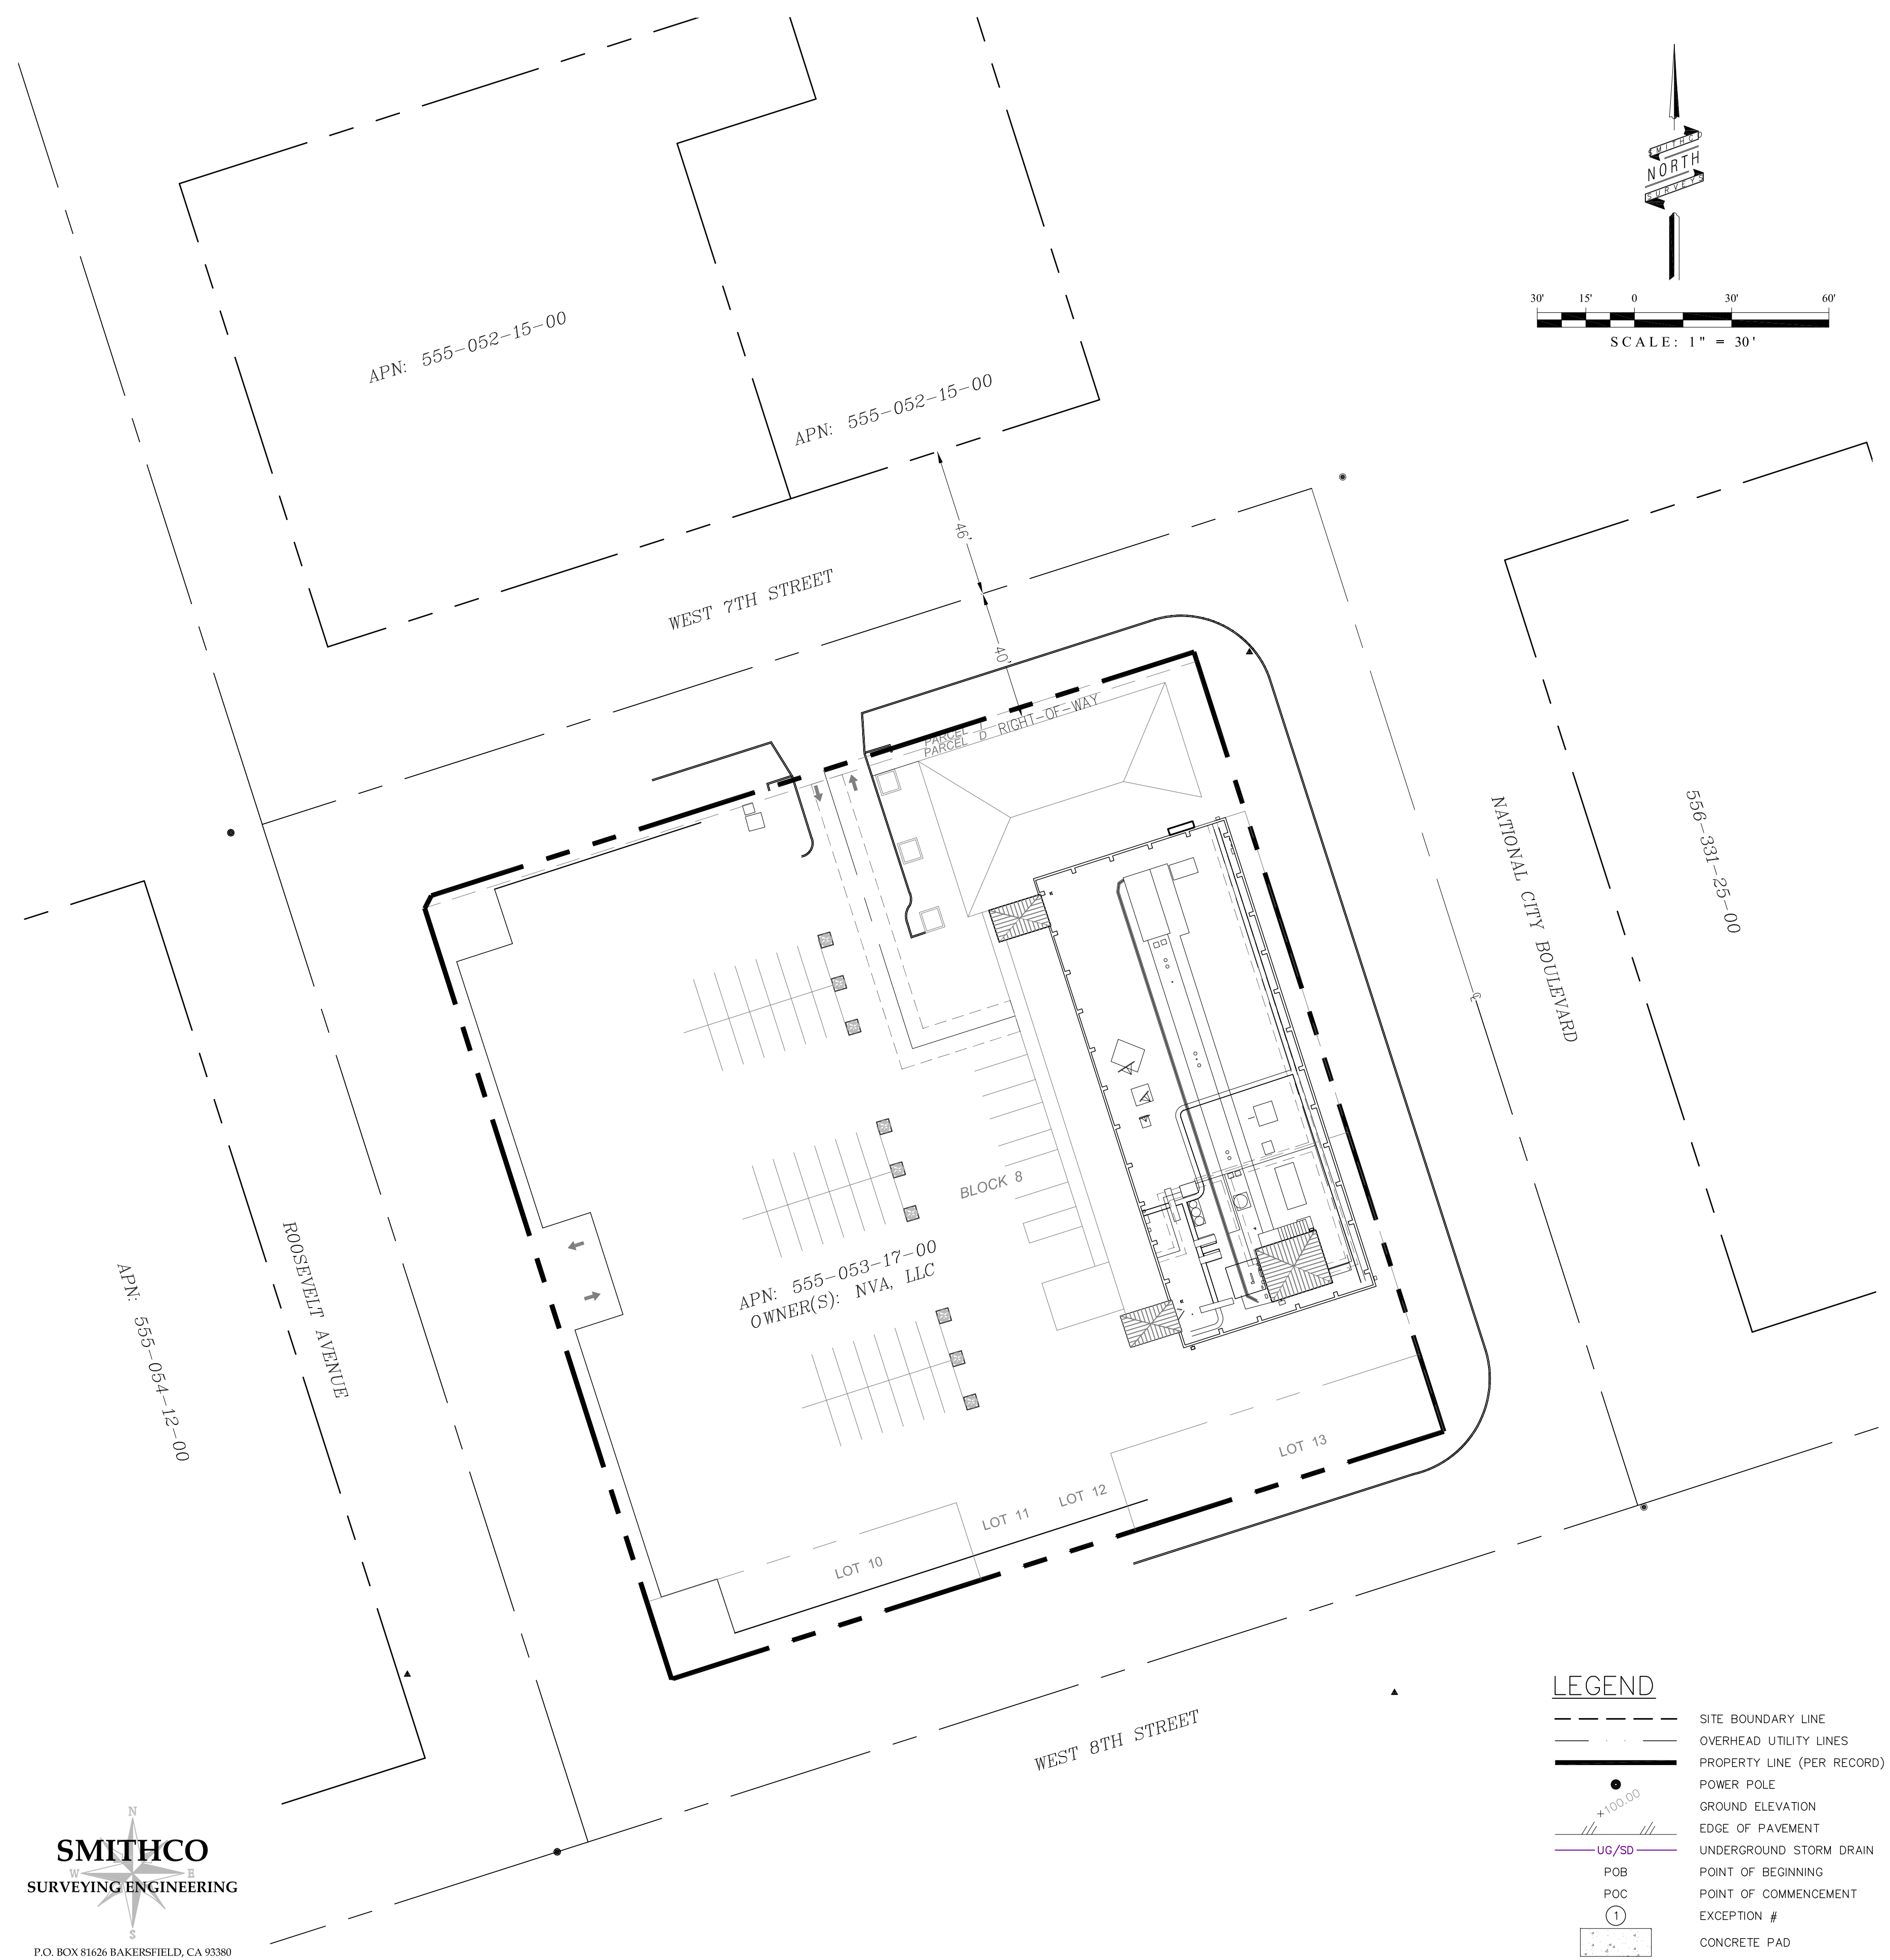 SMITHCO
NORTH
SURVEYS
30' 15' 0 30' 60'
SCALE: 1" = 30'
APN: 555-052-15-00
APN: 555-052-15-00
46'
WEST 7TH STREET
40'
PARCEL 1
PARCEL D RIGHT-OF-WAY
NATIONAL CITY BOULEVARD
556-331-25-00
BLOCK 8
APN: 555-053-17-00
OWNER(S): NVA, LLC
ROOSEVELT AVENUE
APN: 555-054-12-00
LOT 13
LOT 12
LOT 11
LOT 10
WEST 8TH STREET
LEGEND
SITE BOUNDARY LINE
OVERHEAD UTILITY LINES
PROPERTY LINE (PER RECORD)
POWER POLE
+100.00 GROUND ELEVATION
EDGE OF PAVEMENT
UG/SD UNDERGROUND STORM DRAIN
POB POINT OF BEGINNING
POC POINT OF COMMENCEMENT
1 EXCEPTION #
CONCRETE PAD
N
SMITHCO
W E
SURVEYING ENGINEERING
S
P.O. BOX 81626 BAKERSFIELD, CA 93380